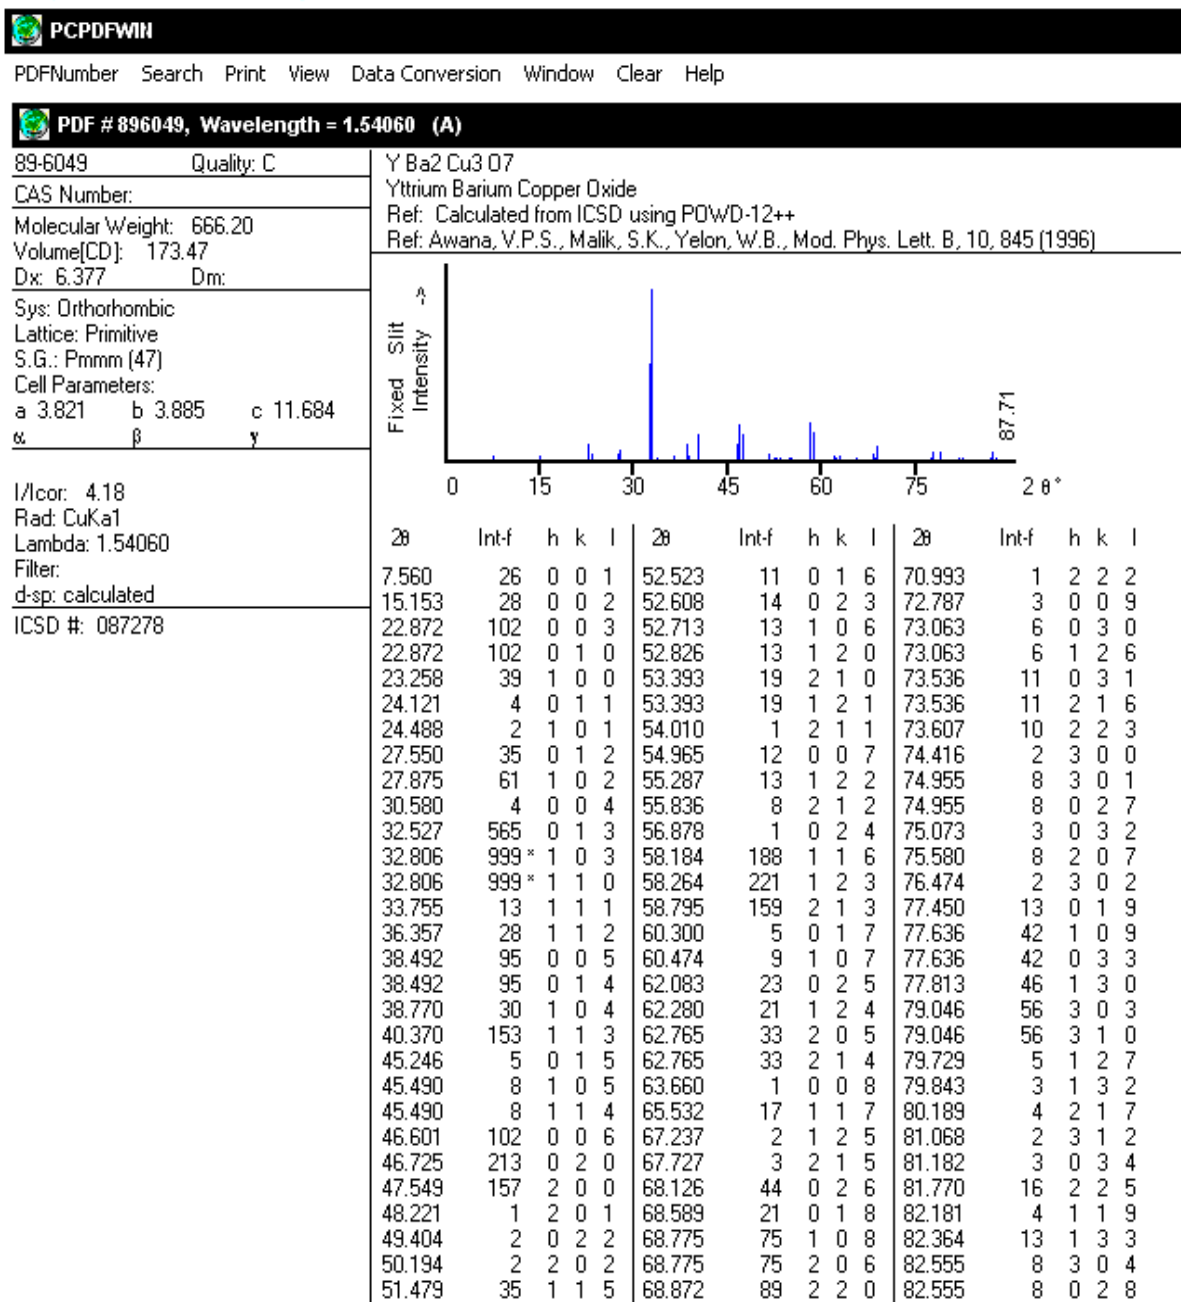 PCPDFWIN
PDFNumber Search Print View Data Conversion Window Clear Help
PDF # 896049, Wavelength = 1.54060 (A)
89-6049 Quality: C
CAS Number:
Molecular Weight: 666.20
Volume[CD]: 173.47
Dx: 6.377 Dm:
Sys: Orthorhombic
Lattice: Primitive
S.G.: Pmmm (47)
Cell Parameters:
a 3.821 b 3.885 c 11.684
α β γ
I/Icor: 4.18
Rad: CuKa1
Lambda: 1.54060
Filter:
d-sp: calculated
ICSD #: 087278
Y Ba2 Cu3 O7
Yttrium Barium Copper Oxide
Ref: Calculated from ICSD using POWD-12++
Ref: Awana, V.P.S., Malik, S.K., Yelon, W.B., Mod. Phys. Lett. B, 10, 845 (1996)
Fixed Slit
Intensity ->
87.71
0 15 30 45 60 75 2 θ °
2θ Int-f h k l 2θ Int-f h k l 2θ Int-f h k l
7.560 26 0 0 1 52.523 11 0 1 6 70.993 1 2 2 2
15.153 28 0 0 2 52.608 14 0 2 3 72.787 3 0 0 9
22.872 102 0 0 3 52.713 13 1 0 6 73.063 6 0 3 0
22.872 102 0 1 0 52.826 13 1 2 0 73.063 6 1 2 6
23.258 39 1 0 0 53.393 19 2 1 0 73.536 11 0 3 1
24.121 4 0 1 1 53.393 19 1 2 1 73.536 11 2 1 6
24.488 2 1 0 1 54.010 1 2 1 1 73.607 10 2 2 3
27.550 35 0 1 2 54.965 12 0 0 7 74.416 2 3 0 0
27.875 61 1 0 2 55.287 13 1 2 2 74.955 8 3 0 1
30.580 4 0 0 4 55.836 8 2 1 2 74.955 8 0 2 7
32.527 565 0 1 3 56.878 1 0 2 4 75.073 3 0 3 2
32.806 999 * 1 0 3 58.184 188 1 1 6 75.580 8 2 0 7
32.806 999 * 1 1 0 58.264 221 1 2 3 76.474 2 3 0 2
33.755 13 1 1 1 58.795 159 2 1 3 77.450 13 0 1 9
36.357 28 1 1 2 60.300 5 0 1 7 77.636 42 1 0 9
38.492 95 0 0 5 60.474 9 1 0 7 77.636 42 0 3 3
38.492 95 0 1 4 62.083 23 0 2 5 77.813 46 1 3 0
38.770 30 1 0 4 62.280 21 1 2 4 79.046 56 3 0 3
40.370 153 1 1 3 62.765 33 2 0 5 79.046 56 3 1 0
45.246 5 0 1 5 62.765 33 2 1 4 79.729 5 1 2 7
45.490 8 1 0 5 63.660 1 0 0 8 79.843 3 1 3 2
45.490 8 1 1 4 65.532 17 1 1 7 80.189 4 2 1 7
46.601 102 0 0 6 67.237 2 1 2 5 81.068 2 3 1 2
46.725 213 0 2 0 67.727 3 2 1 5 81.182 3 0 3 4
47.549 157 2 0 0 68.126 44 0 2 6 81.770 16 2 2 5
48.221 1 2 0 1 68.589 21 0 1 8 82.181 4 1 1 9
49.404 2 0 2 2 68.775 75 1 0 8 82.364 13 1 3 3
50.194 2 2 0 2 68.775 75 2 0 6 82.555 8 3 0 4
51.479 35 1 1 5 68.872 89 2 2 0 82.555 8 0 2 8